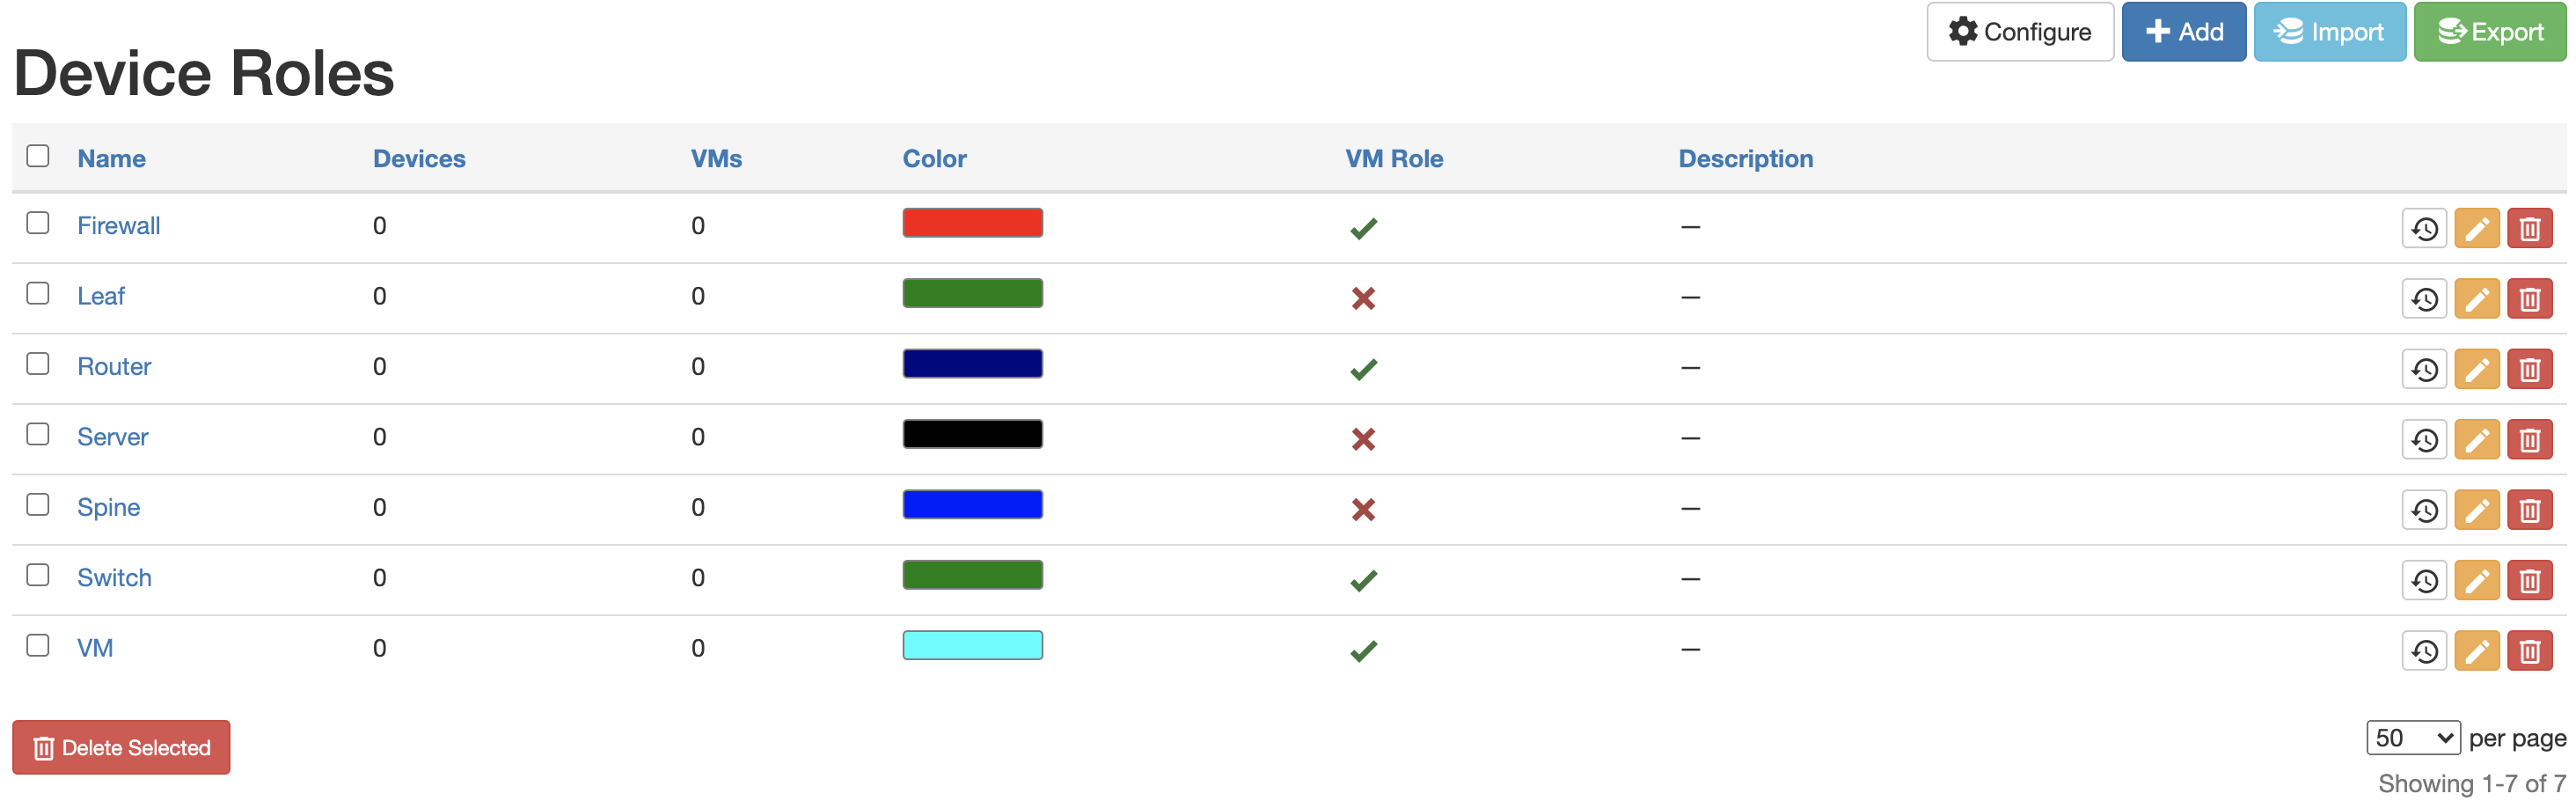 Configure Add Import Export
Device Roles
Name Devices VMs Color VM Role Description
Firewall 0 0 —
Leaf 0 0 —
Router 0 0 —
Server 0 0 —
Spine 0 0 —
Switch 0 0 —
VM 0 0 —
Delete Selected 50 per page
Showing 1-7 of 7